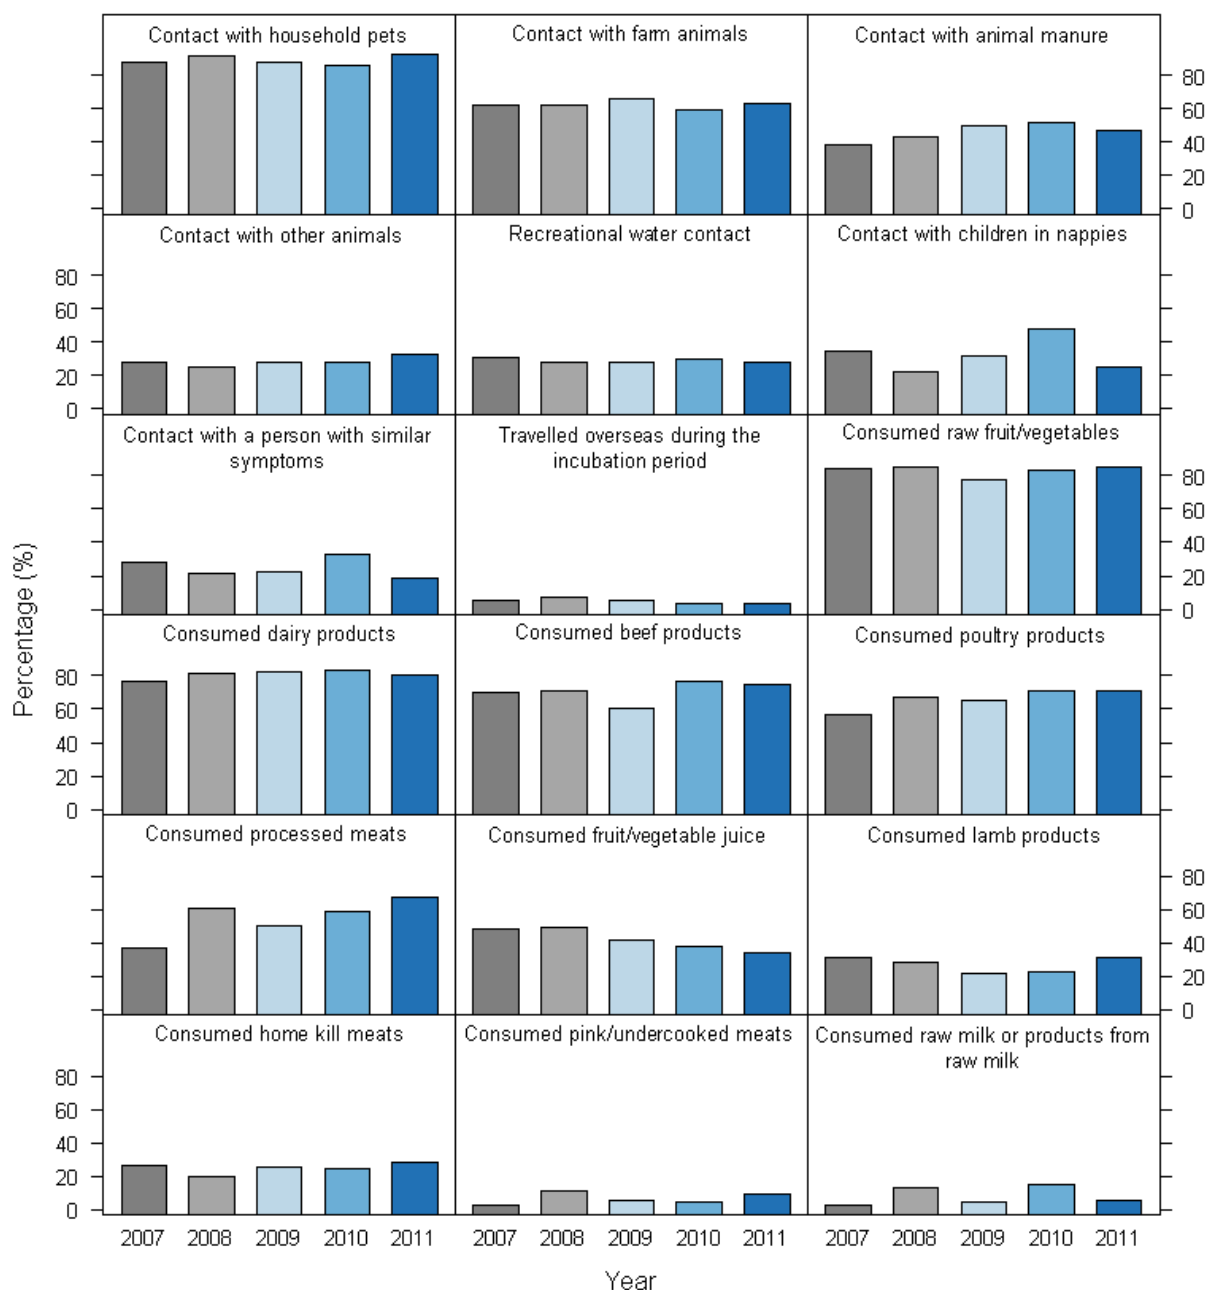 Contact with household pets
Contact with farm animals
Contact with animal manure
80
60
40
20
0
Contact with other animals
Recreational water contact
Contact with children in nappies
80
60
40
20
0
Contact with a person with similar
symptoms
Travelled overseas during the
incubation period
Consumed raw fruit/vegetables
80
60
40
20
0
Percentage (%)
Consumed dairy products
Consumed beef products
Consumed poultry products
80
60
40
20
0
Consumed processed meats
Consumed fruit/vegetable juice
Consumed lamb products
80
60
40
20
0
Consumed home kill meats
Consumed pink/undercooked meats
Consumed raw milk or products from
raw milk
80
60
40
20
0
2007 2008 2009 2010 2011
2007 2008 2009 2010 2011
2007 2008 2009 2010 2011
Year